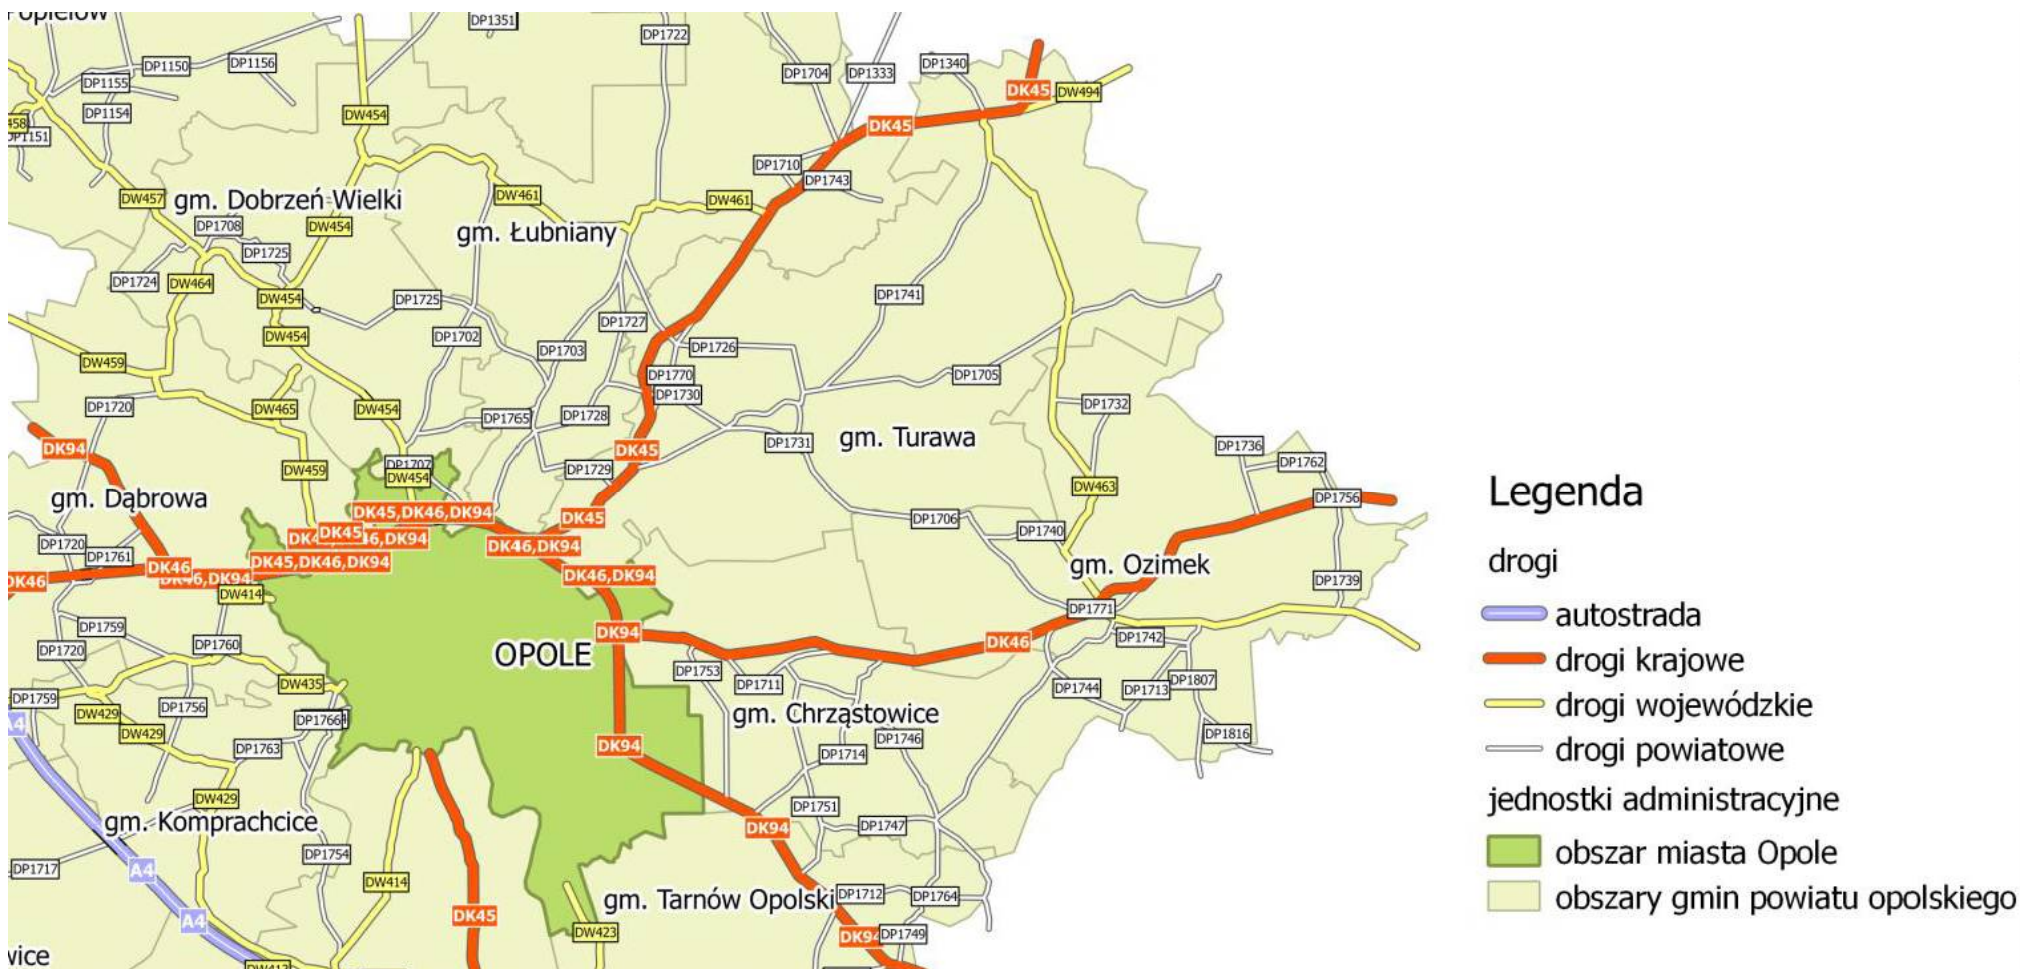 DP1351
DP1722
DP1150
DP1156
DP1155
DP1154
DP1704
DP1333
DP1340
DK45
DW494
DW454
DK45
DP1710
DP1743
DW457
gm. Dobrzeń Wielki
DW461
DW461
DP1708
DW454
gm. Łubniany
DP1725
DP1724
DW464
DW454
DP1725
DP1741
DW454
DP1702
DP1727
DP1703
DP1726
DW459
DP1770
DP1705
DP1730
DP1720
DW465
DW454
DP1765
DP1728
DP1732
DK94
DK45
DP1731
gm. Turawa
DP1736
DP1762
DW459
DP1707
DW454
DP1729
DW463
DP1756
gm. Dąbrowa
DK45,DK46,DK94
DK45
DP1706
DP1740
DK45
DP1720
DP1761
DK46,DK94
DK45,DK46,DK94
DK46
DK46,DK94
gm. Ozimek
DK46
DW414
DP1739
DP1771
DP1759
DK94
DP1760
DP1720
OPOLE
DK46
DP1742
DP1753
DP1711
DP1744
DP1713
DP1807
DW435
DP1759
DP1756
DW429
DP1766
gm. Chrząstowice
DW429
A4
DP1763
DK94
DP1714
DP1746
DP1816
DW429
DP1751
gm. Komprachcice
DK94
DP1747
DP1754
DP1717
A4
DW414
gm. Tarnów Opolski
DP1712
DP1764
A4
DK45
DW423
DK94
DP1749
Legenda
drogi
autostrada
drogi krajowe
drogi wojewódzkie
drogi powiatowe
jednostki administracyjne
obszar miasta Opole
obszary gmin powiatu opolskiego